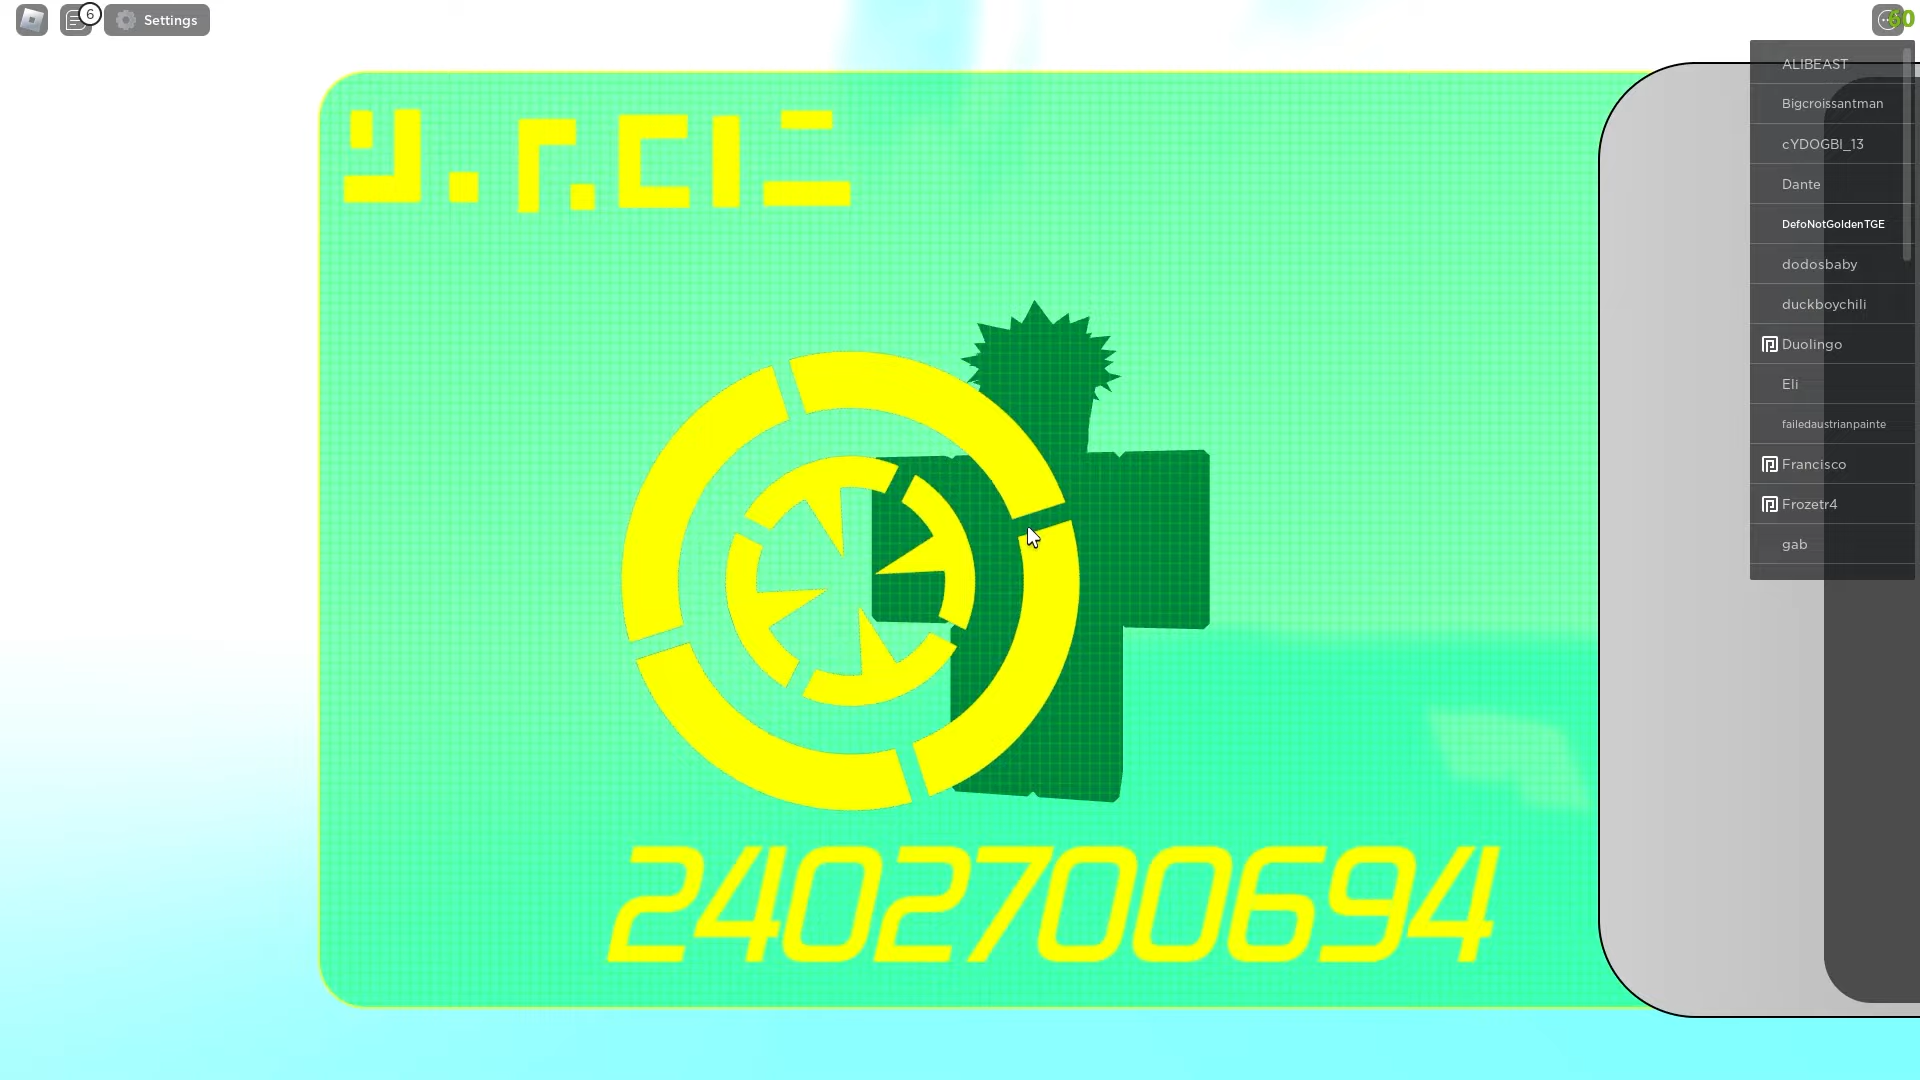 6
Settings
60
ALIBEAST
Bigcroissantman
cYDOGBI_13
Dante
DefoNotGoldenTGE
dodosbaby
duckboychili
Duolingo
Eli
failedaustrianpainte
Francisco
Frozetr4
gab
2402700694